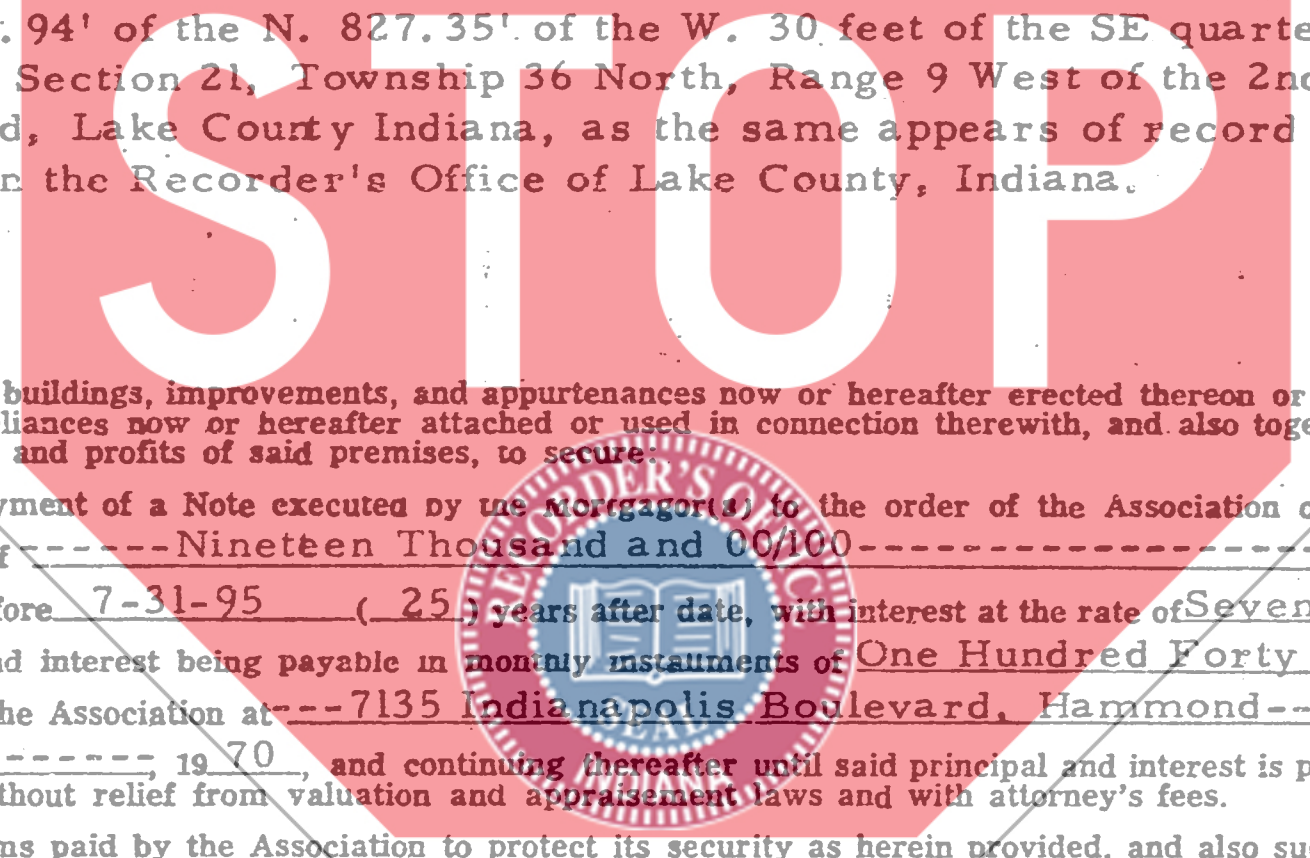 . 94' of the N. 827.35' of the W. 30 feet of the SE quarte
Section 21, Township 36 North, Range 9 West of the 2nd
d, Lake County Indiana, as the same appears of record
n the Recorder's Office of Lake County, Indiana.
STOP
buildings, improvements, and appurtenances now or hereafter erected thereon or
liances now or hereafter attached or used in connection therewith, and also toge
and profits of said premises, to secure:
yment of a Note executed by the mortgagor(s) to the order of the Association o
f ------Nineteen Thousand and 00/100--------------------
fore 7-31-95 ( 25 ) years after date, with interest at the rate of Seven
nd interest being payable in monthly installments of One Hundred Forty
he Association at---7135 Indianapolis Boulevard, Hammond--
------, 19 70, and continuing thereafter until said principal and interest is p
thout relief from valuation and appraisement laws and with attorney's fees.
ms paid by the Association to protect its security as herein provided, and also su
RECORDER'S OFFICE
SEAL
INDIANA